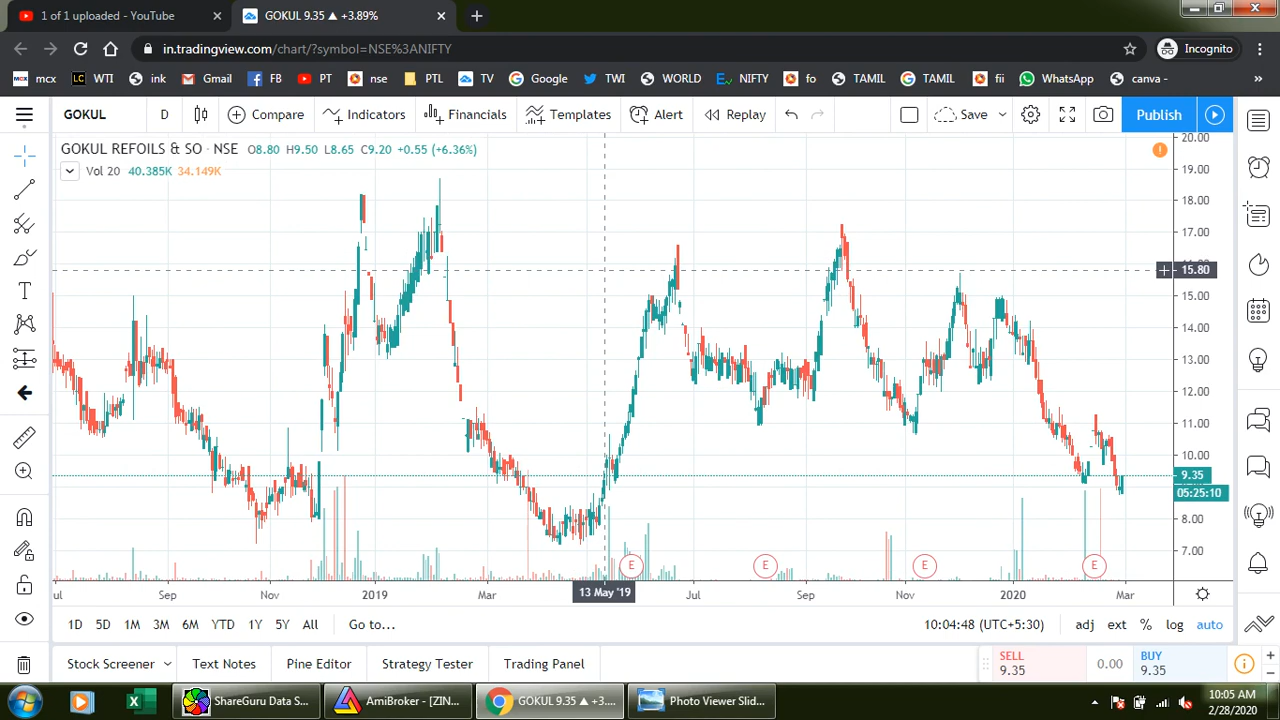 1 of 1 uploaded - YouTube
GOKUL 9.35 ▲ +3.89%
in.tradingview.com/chart/?symbol=NSE%3ANIFTY
Incognito
mcx WTI ink Gmail FB PT nse PTL TV Google TWI WORLD NIFTY fo TAMIL TAMIL fii WhatsApp canva - »
GOKUL D Compare Indicators Financials Templates Alert Replay Save Publish
GOKUL REFOILS & SO · NSE O8.80 H9.50 L8.65 C9.20 +0.55 (+6.36%)
Vol 20 40.385K 34.149K
20.00
19.00
18.00
17.00
15.80
15.00
14.00
13.00
12.00
11.00
10.00
9.35
05:25:10
8.00
7.00
E E E E
Sep Nov 2019 Mar 13 May '19 Jul Sep Nov 2020 Mar
1D 5D 1M 3M 6M YTD 1Y 5Y All Go to... 10:04:48 (UTC+5:30) adj ext % log auto
Stock Screener Text Notes Pine Editor Strategy Tester Trading Panel
SELL 9.35 0.00 BUY 9.35
ShareGuru Data S... AmiBroker - [ZIN... GOKUL 9.35 ▲ +3.... Photo Viewer Slid...
10:05 AM
2/28/2020